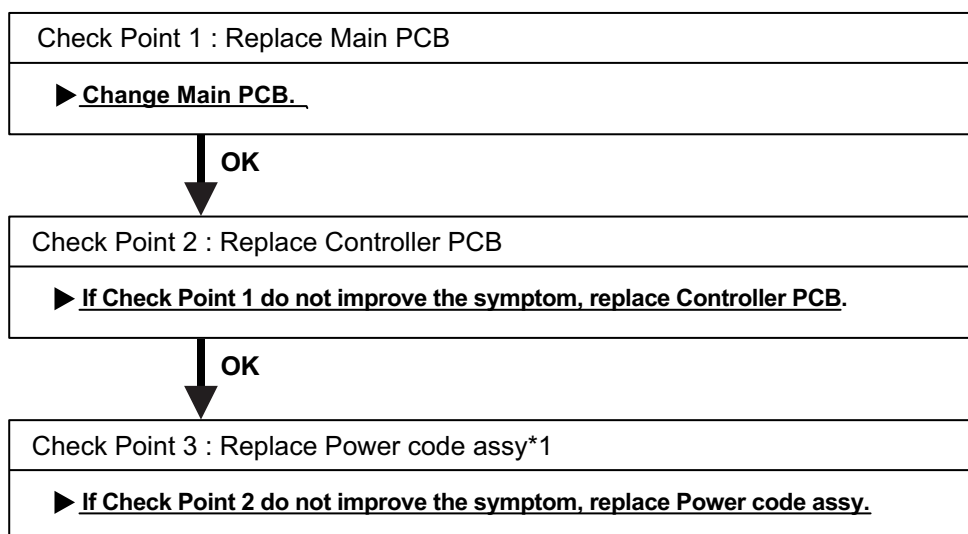 Check Point 1 : Replace Main PCB
▶ Change Main PCB.
OK
Check Point 2 : Replace Controller PCB
▶ If Check Point 1 do not improve the symptom, replace Controller PCB.
OK
Check Point 3 : Replace Power code assy*1
▶ If Check Point 2 do not improve the symptom, replace Power code assy.